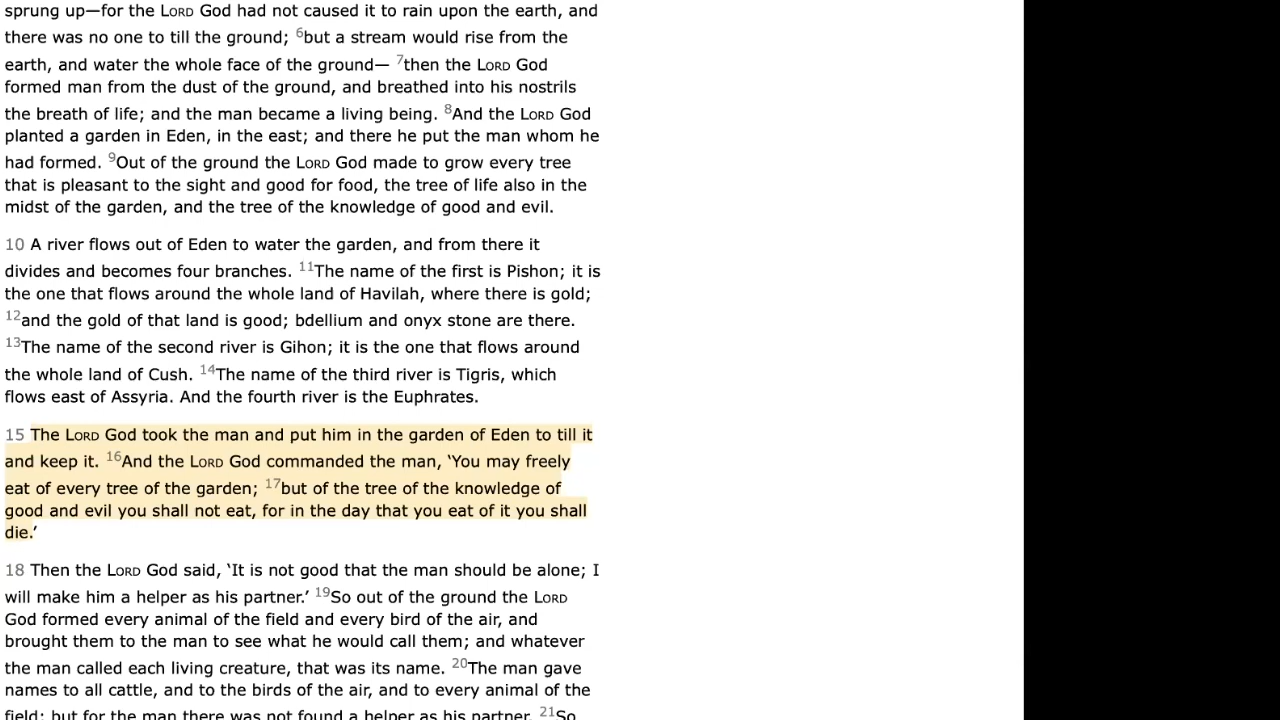 sprung up—for the LORD God had not caused it to rain upon the earth, and
there was no one to till the ground; 6but a stream would rise from the
earth, and water the whole face of the ground— 7then the LORD God
formed man from the dust of the ground, and breathed into his nostrils
the breath of life; and the man became a living being. 8And the LORD God
planted a garden in Eden, in the east; and there he put the man whom he
had formed. 9Out of the ground the LORD God made to grow every tree
that is pleasant to the sight and good for food, the tree of life also in the
midst of the garden, and the tree of the knowledge of good and evil.
10 A river flows out of Eden to water the garden, and from there it
divides and becomes four branches. 11The name of the first is Pishon; it is
the one that flows around the whole land of Havilah, where there is gold;
12and the gold of that land is good; bdellium and onyx stone are there.
13The name of the second river is Gihon; it is the one that flows around
the whole land of Cush. 14The name of the third river is Tigris, which
flows east of Assyria. And the fourth river is the Euphrates.
15 The LORD God took the man and put him in the garden of Eden to till it
and keep it. 16And the LORD God commanded the man, ‘You may freely
eat of every tree of the garden; 17but of the tree of the knowledge of
good and evil you shall not eat, for in the day that you eat of it you shall
die.’
18 Then the LORD God said, ‘It is not good that the man should be alone; I
will make him a helper as his partner.’ 19So out of the ground the LORD
God formed every animal of the field and every bird of the air, and
brought them to the man to see what he would call them; and whatever
the man called each living creature, that was its name. 20The man gave
names to all cattle, and to the birds of the air, and to every animal of the
field; but for the man there was not found a helper as his partner. 21So